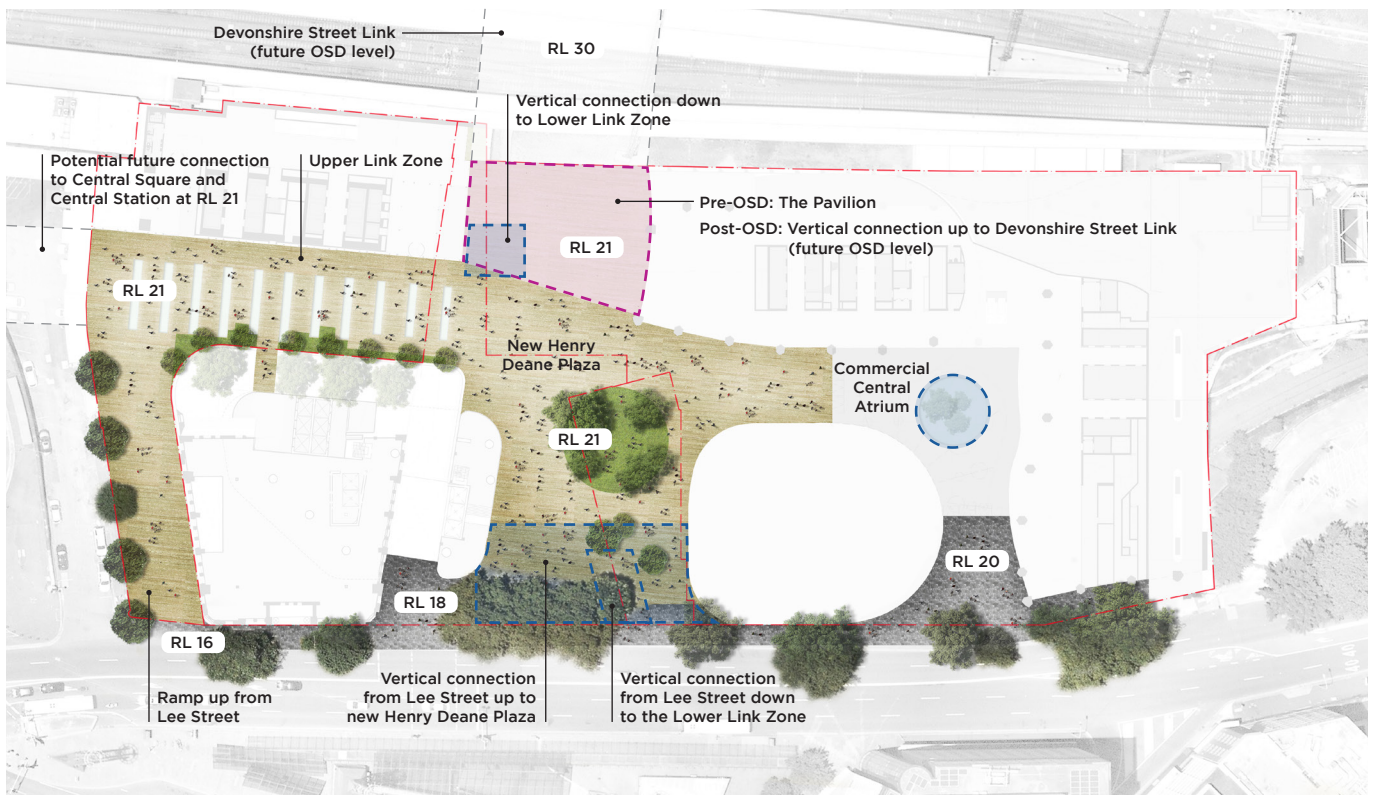 Devonshire Street Link
(future OSD level)
RL 30
Vertical connection down
to Lower Link Zone
Potential future connection
to Central Square and
Central Station at RL 21
Upper Link Zone
Pre-OSD: The Pavilion
Post-OSD: Vertical connection up to Devonshire Street Link
(future OSD level)
RL 21
RL 21
New Henry
Deane Plaza
Commercial
Central
Atrium
RL 21
RL 20
RL 18
RL 16
Ramp up from
Lee Street
Vertical connection
from Lee Street up to
new Henry Deane Plaza
Vertical connection
from Lee Street down
to the Lower Link Zone